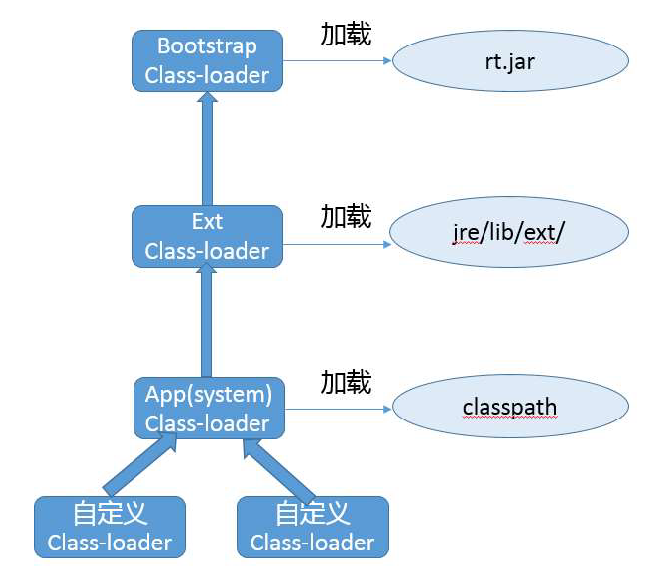 加载
Bootstrap
Class-loader
rt.jar
加载
Ext
Class-loader
jre/lib/ext/
加载
App(system)
Class-loader
classpath
自定义
Class-loader
自定义
Class-loader